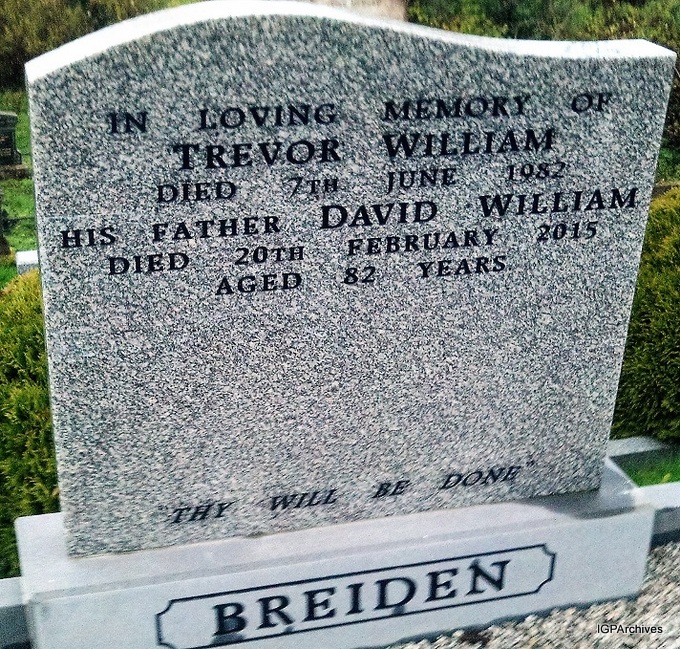 IN LOVING MEMORY OF
TREVOR WILLIAM
DIED 7TH JUNE 1982
HIS FATHER DAVID WILLIAM
DIED 20TH FEBRUARY 2015
AGED 82 YEARS
"THY WILL BE DONE"
BREIDEN
IGPArchives